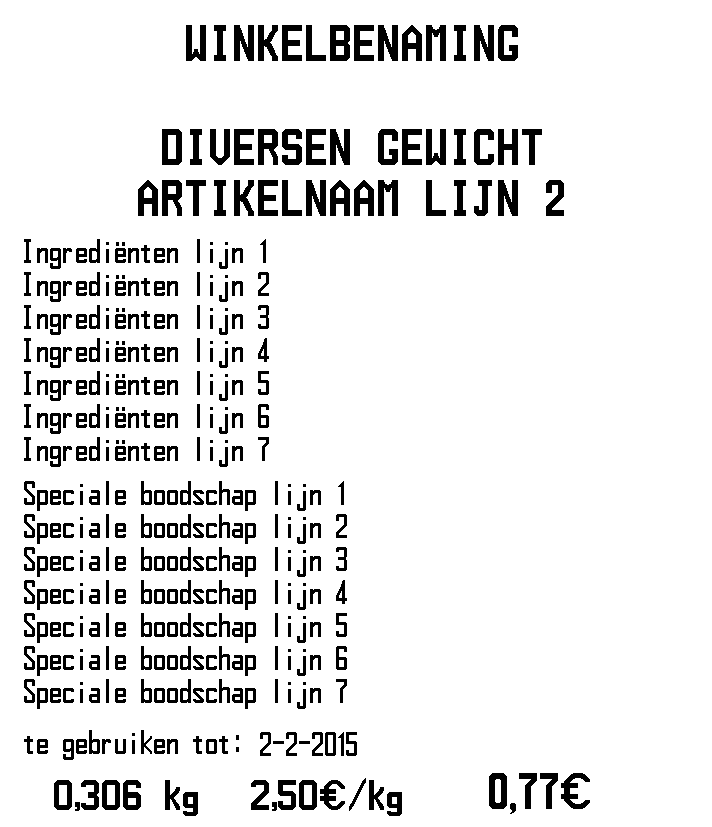 WINKELBENAMING
DIVERSEN GEWICHT
ARTIKELNAAM LIJN 2
Ingrediënten lijn 1
Ingrediënten lijn 2
Ingrediënten lijn 3
Ingrediënten lijn 4
Ingrediënten lijn 5
Ingrediënten lijn 6
Ingrediënten lijn 7
Speciale boodschap lijn 1
Speciale boodschap lijn 2
Speciale boodschap lijn 3
Speciale boodschap lijn 4
Speciale boodschap lijn 5
Speciale boodschap lijn 6
Speciale boodschap lijn 7
te gebruiken tot: 2-2-2015
0,306 kg 2,50€/kg 0,77€